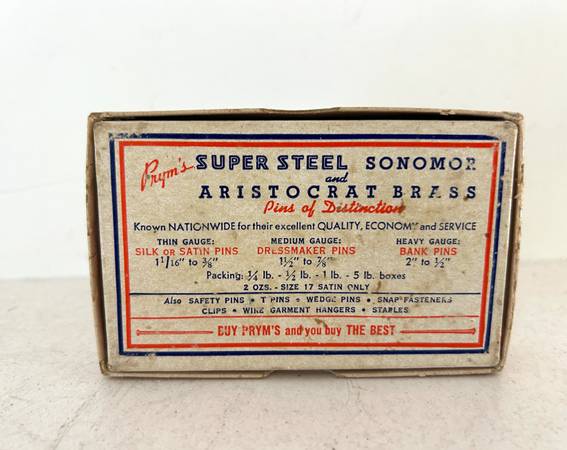 Prym's SUPER STEEL SONOMOR
and
ARISTOCRAT BRASS
Pins of Distinction
Known NATIONWIDE for their excellent QUALITY, ECONOMY and SERVICE
THIN GAUGE: MEDIUM GAUGE: HEAVY GAUGE:
SILK or SATIN PINS DRESSMAKER PINS BANK PINS
1 1/16" to 3/8" 1 1/2" to 7/8" 2" to 1/2"
Packing: 1/4 lb. - 1/2 lb. - 1 lb. - 5 lb. boxes
2 OZS. - SIZE 17 SATIN ONLY
Also SAFETY PINS • T PINS • WEDGE PINS • SNAP FASTENERS
CLIPS • WIRE GARMENT HANGERS • STAPLES
BUY PRYM'S and you buy THE BEST